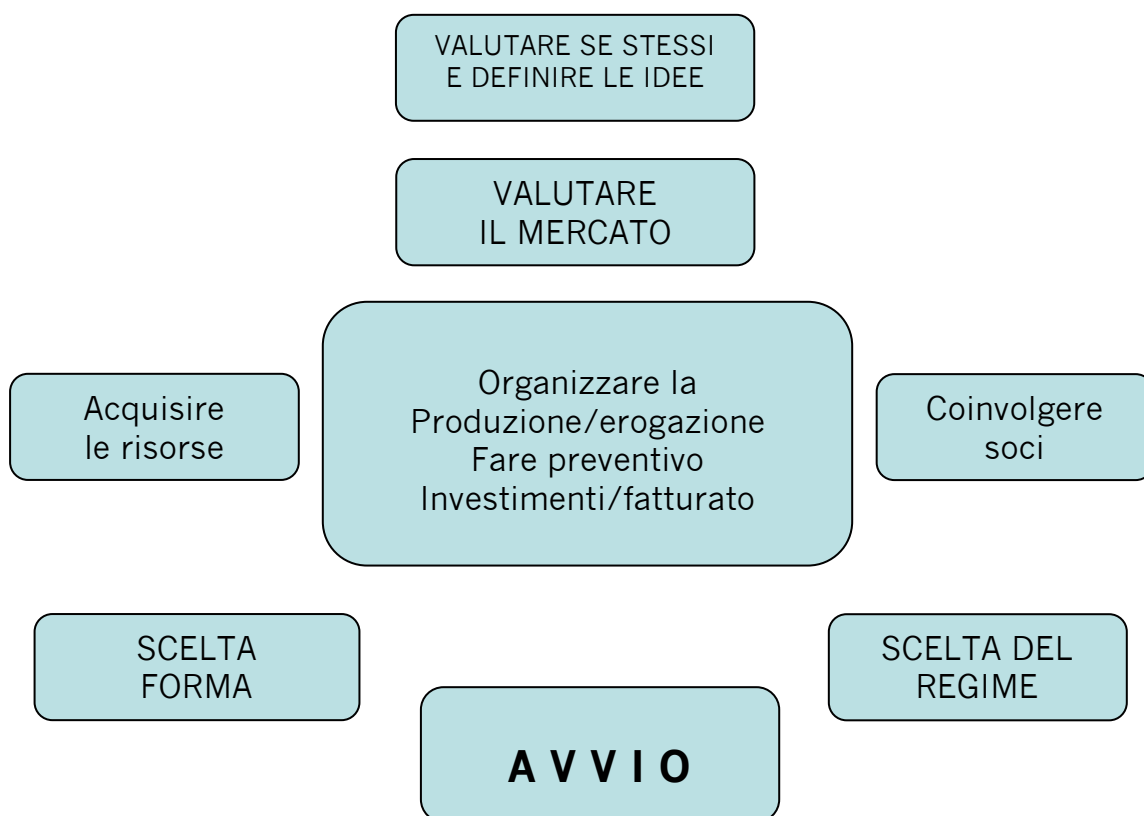 VALUTARE SE STESSI
E DEFINIRE LE IDEE
VALUTARE
IL MERCATO
Organizzare la
Produzione/erogazione
Fare preventivo
Investimenti/fatturato
Acquisire
le risorse
Coinvolgere
soci
SCELTA
FORMA
SCELTA DEL
REGIME
A V V I O